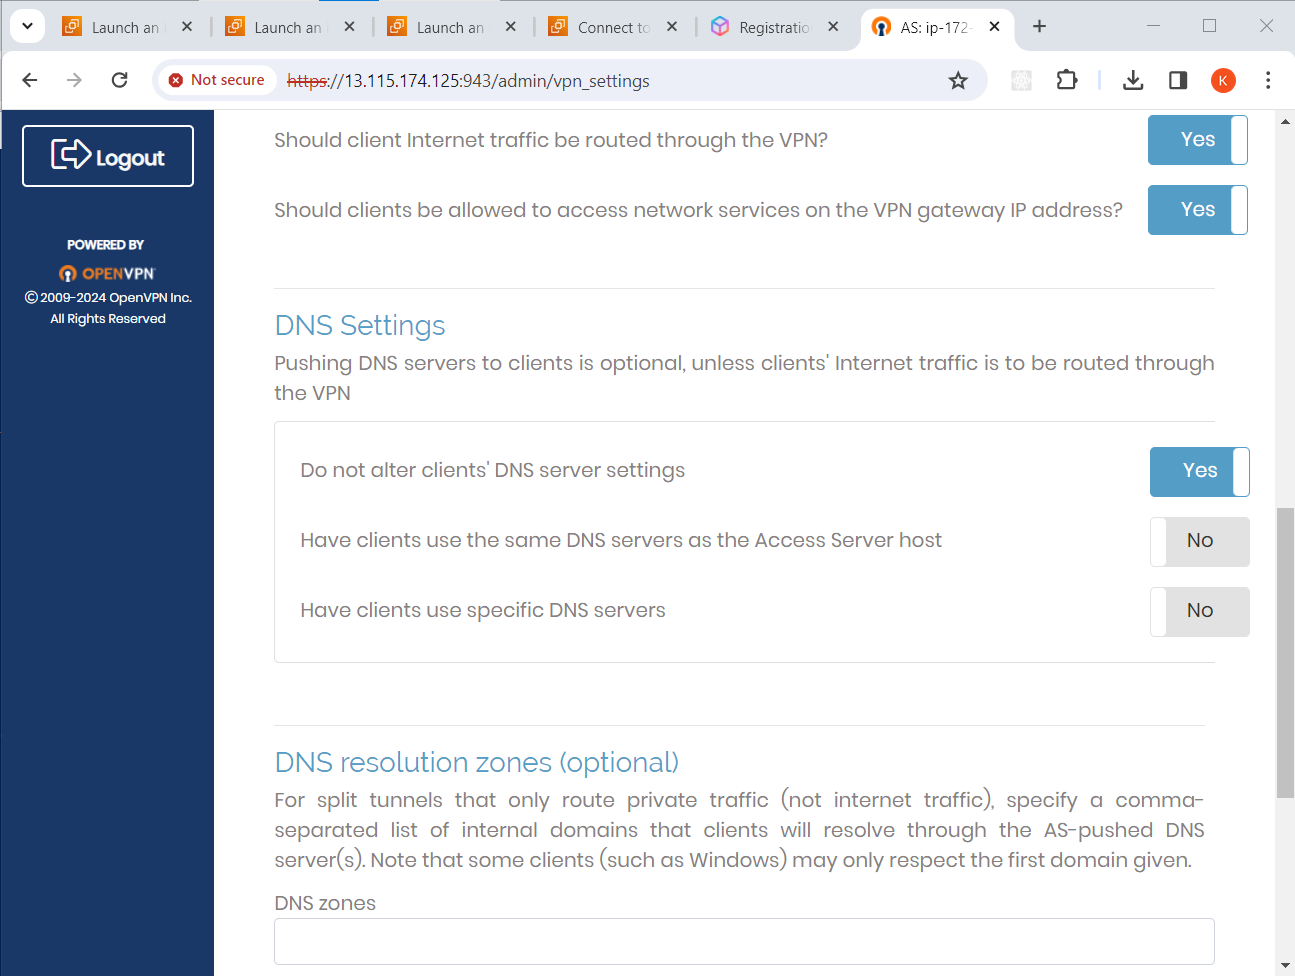 Launch an
Launch an
Launch an
Connect to
Registratio
AS: ip-172-
Not secure
https://13.115.174.125:943/admin/vpn_settings
K
Logout
POWERED BY
OPENVPN
© 2009-2024 OpenVPN Inc.
All Rights Reserved
Should client Internet traffic be routed through the VPN?
Yes
Should clients be allowed to access network services on the VPN gateway IP address?
Yes
DNS Settings
Pushing DNS servers to clients is optional, unless clients' Internet traffic is to be routed through
the VPN
Do not alter clients' DNS server settings
Yes
Have clients use the same DNS servers as the Access Server host
No
Have clients use specific DNS servers
No
DNS resolution zones (optional)
For split tunnels that only route private traffic (not internet traffic), specify a comma-
separated list of internal domains that clients will resolve through the AS-pushed DNS
server(s). Note that some clients (such as Windows) may only respect the first domain given.
DNS zones